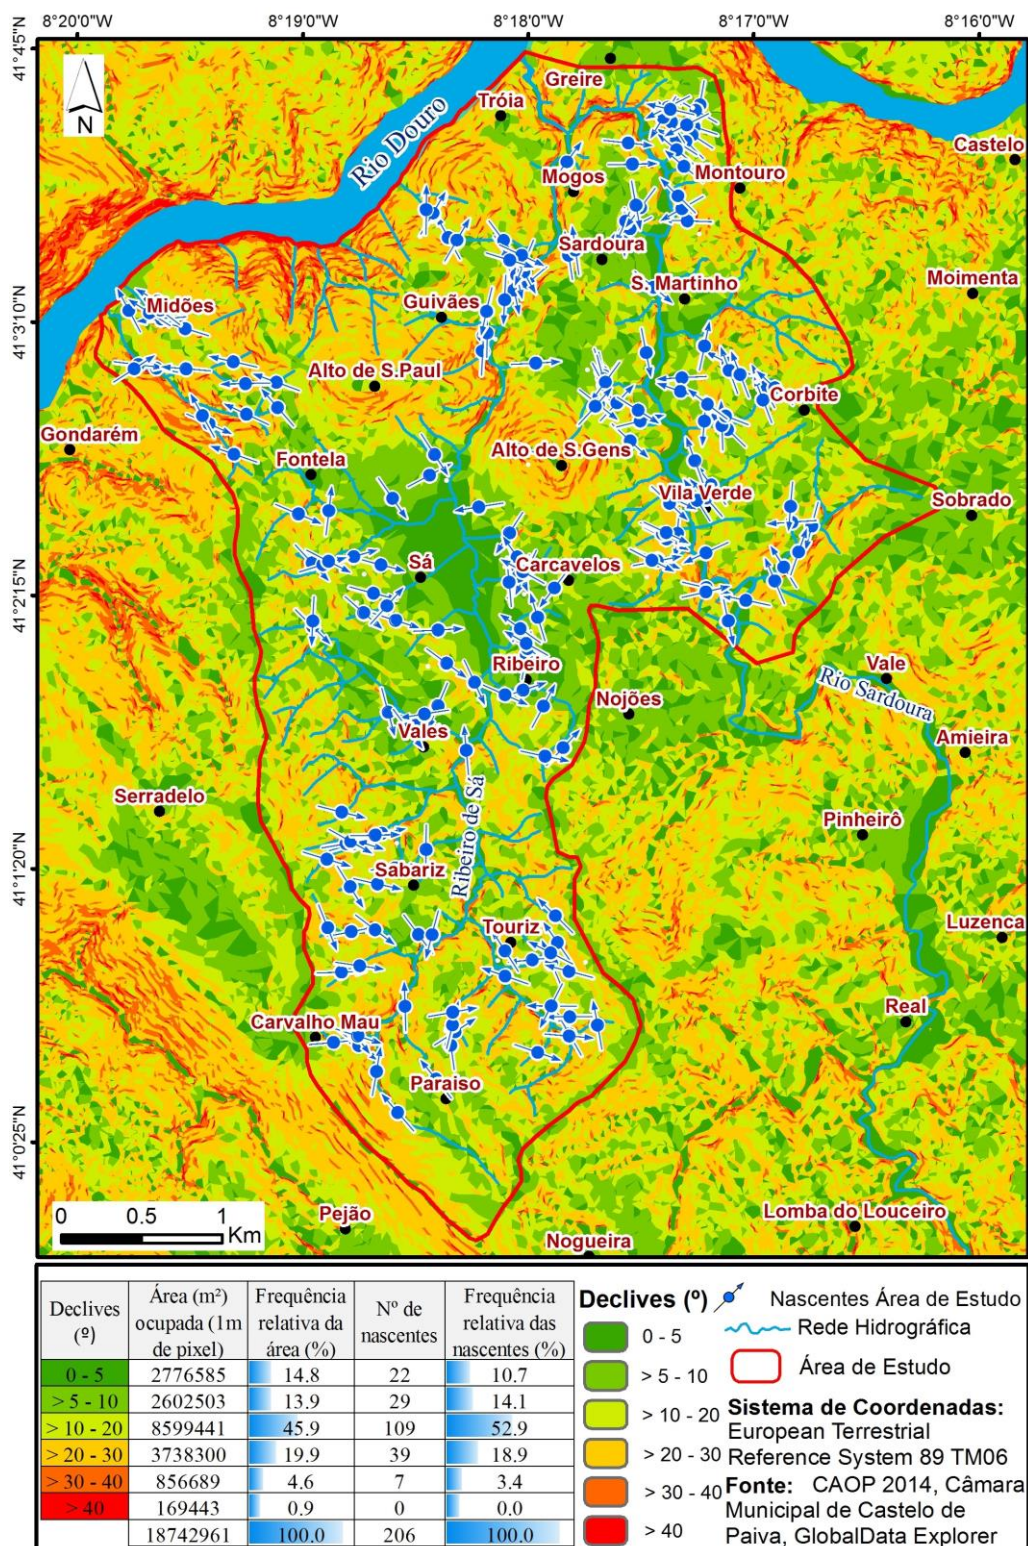 8°20'0"W
8°19'0"W
8°18'0"W
8°17'0"W
8°16'0"W
41°4'5"N
N
Greire
Tróia
Rio Douro
Castelo
Mogos
Montouro
Sardoura
Moimenta
S. Martinho
Midões
Guivães
41°3'10"N
Alto de S.Paul
Corbite
Gondarém
Fontela
Alto de S.Gens
Vila Verde
Sobrado
Sá
Carcavelos
41°2'15"N
Ribeiro
Vale
Nojões
Rio Sardoura
Vales
Amieira
Serradelo
Ribeiro de Sá
Pinheirô
41°1'20"N
Sabariz
Touriz
Luzenca
Carvalho Mau
Real
Paraiso
41°0'25"N
0 0.5 1
Km
Pejão
Lomba do Louceiro
Nogueira
Declives (º) Área (m²) ocupada (1m de pixel) Frequência relativa da área (%) Nº de nascentes Frequência relativa das nascentes (%)
0 - 5 2776585 14.8 22 10.7
> 5 - 10 2602503 13.9 29 14.1
> 10 - 20 8599441 45.9 109 52.9
> 20 - 30 3738300 19.9 39 18.9
> 30 - 40 856689 4.6 7 3.4
> 40 169443 0.9 0 0.0
18742961 100.0 206 100.0
Declives (º)
0 - 5
> 5 - 10
> 10 - 20
> 20 - 30
> 30 - 40
> 40
Nascentes Área de Estudo
Rede Hidrográfica
Área de Estudo
Sistema de Coordenadas:
European Terrestrial
Reference System 89 TM06
Fonte: CAOP 2014, Câmara
Municipal de Castelo de
Paiva, GlobalData Explorer